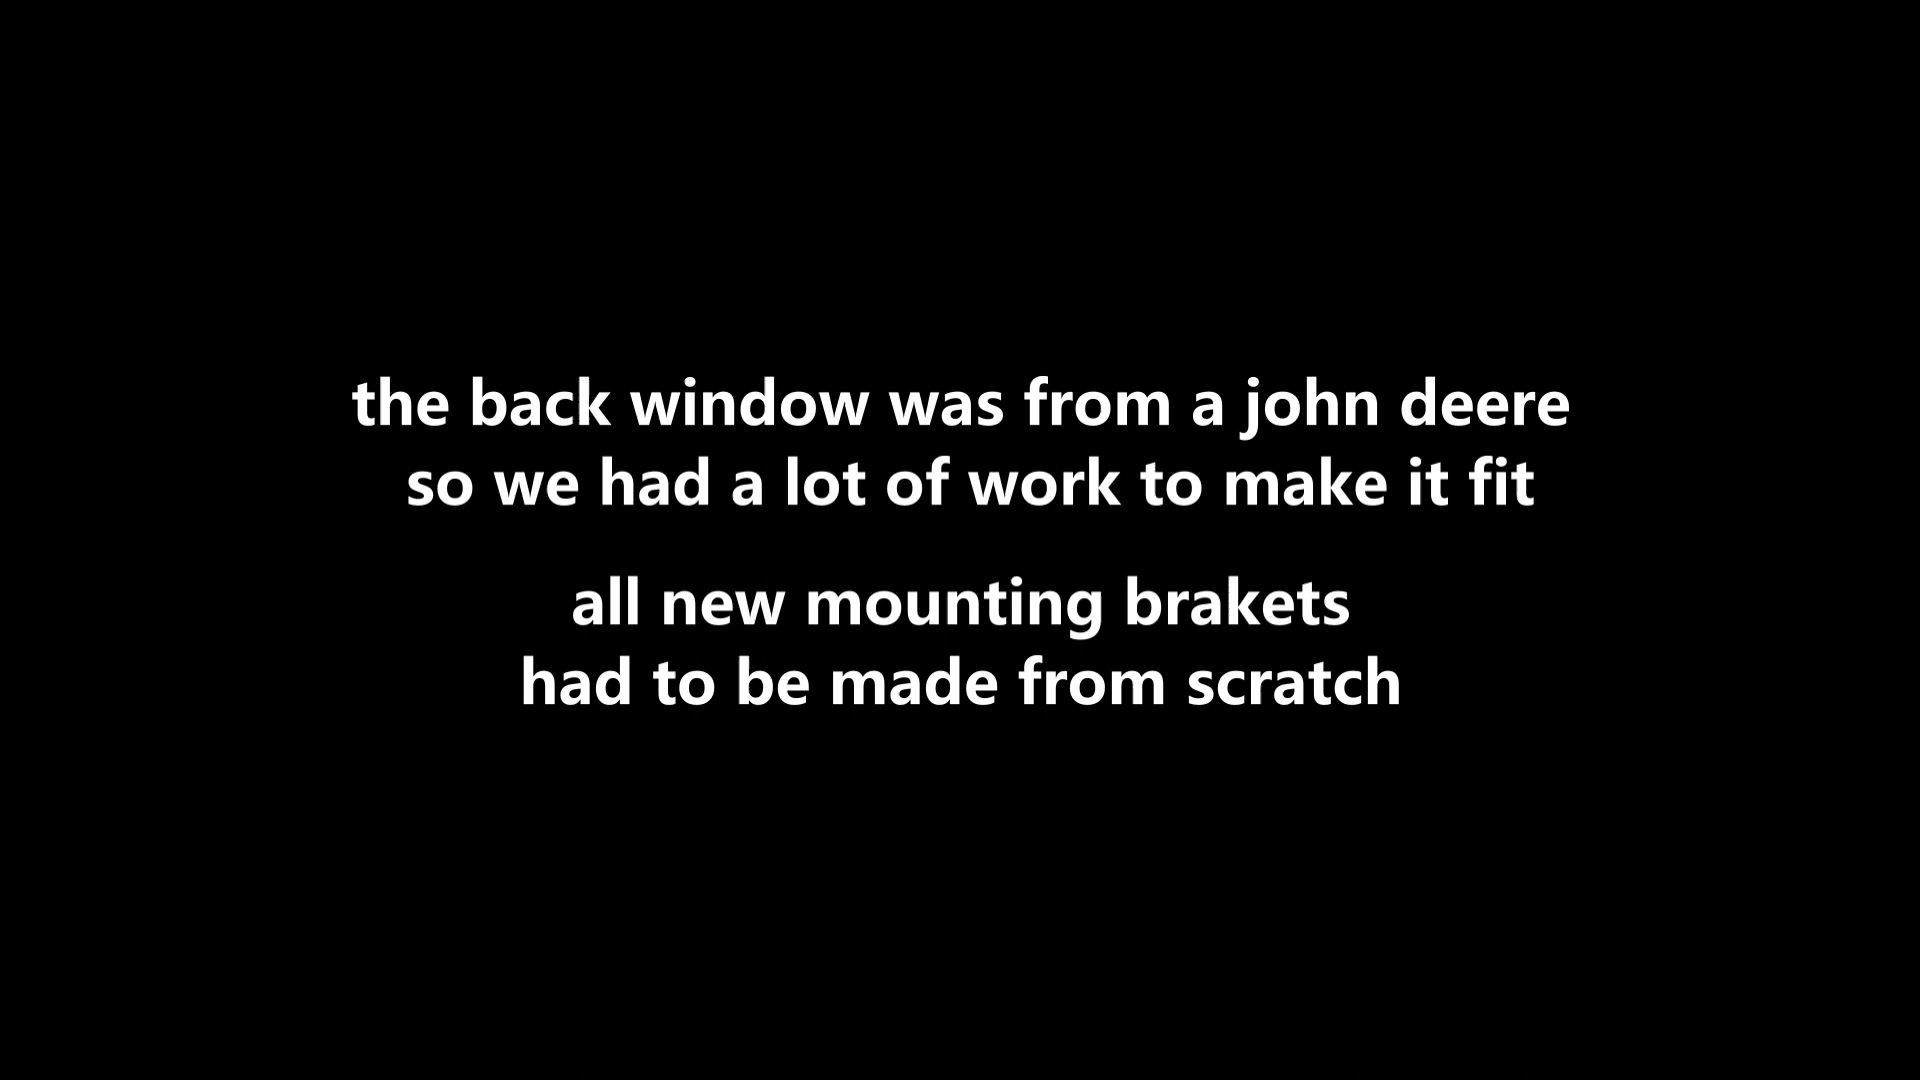 the back window was from a john deere
so we had a lot of work to make it fit
all new mounting brakets
had to be made from scratch